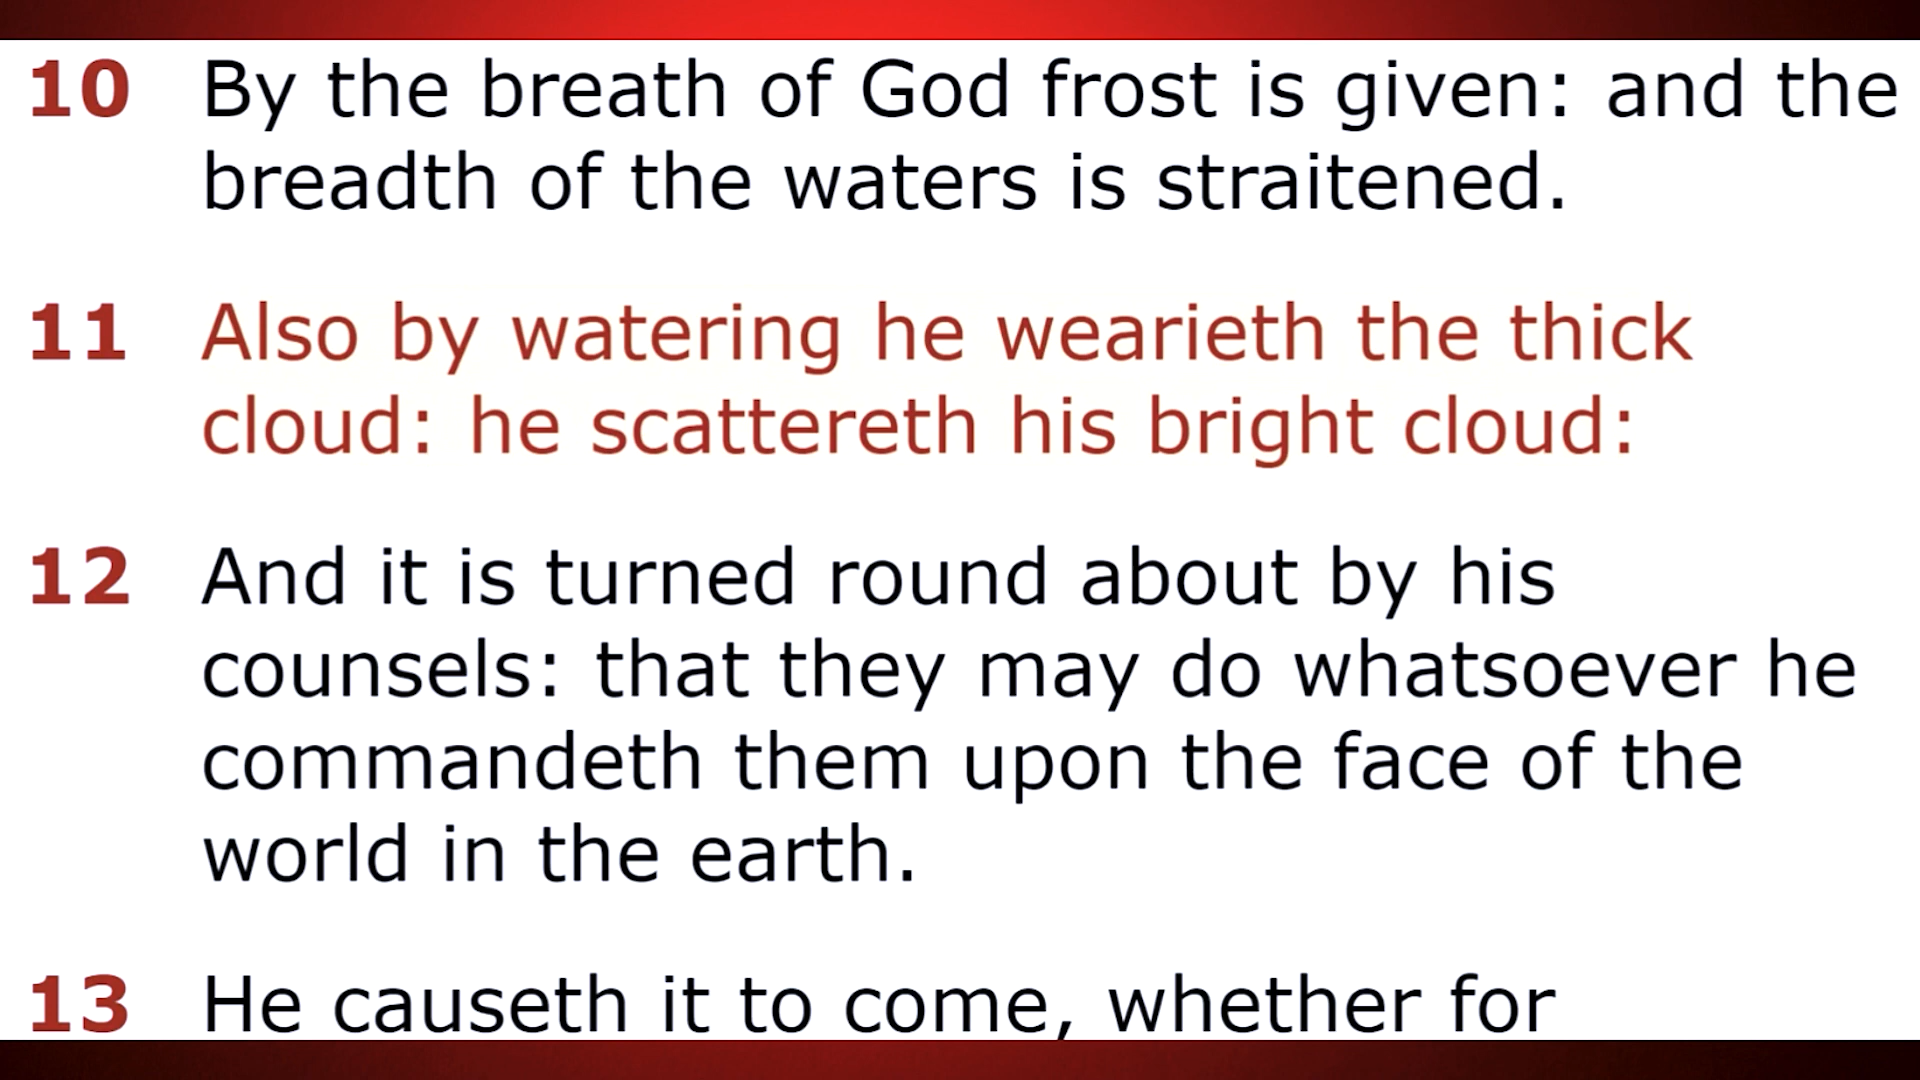 10 By the breath of God frost is given: and the
breadth of the waters is straitened.
11 Also by watering he wearieth the thick
cloud: he scattereth his bright cloud:
12 And it is turned round about by his
counsels: that they may do whatsoever he
commandeth them upon the face of the
world in the earth.
13 He causeth it to come, whether for